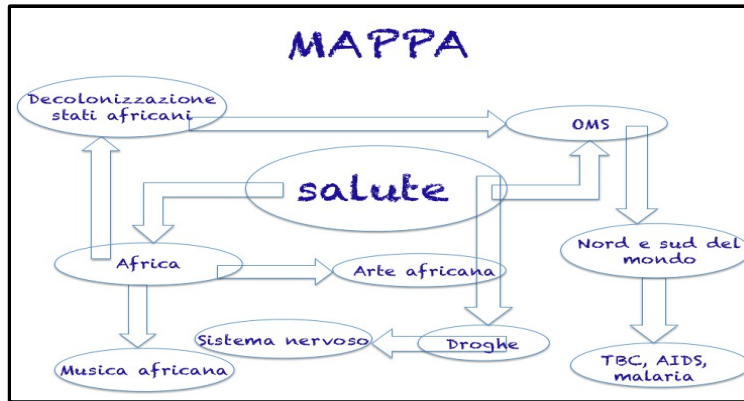 MAPPA
Decolonizzazione
stati africani
OMS
salute
Africa
Arte africana
Nord e sud del
mondo
Sistema nervoso
Droghe
Musica africana
TBC, AIDS,
malaria